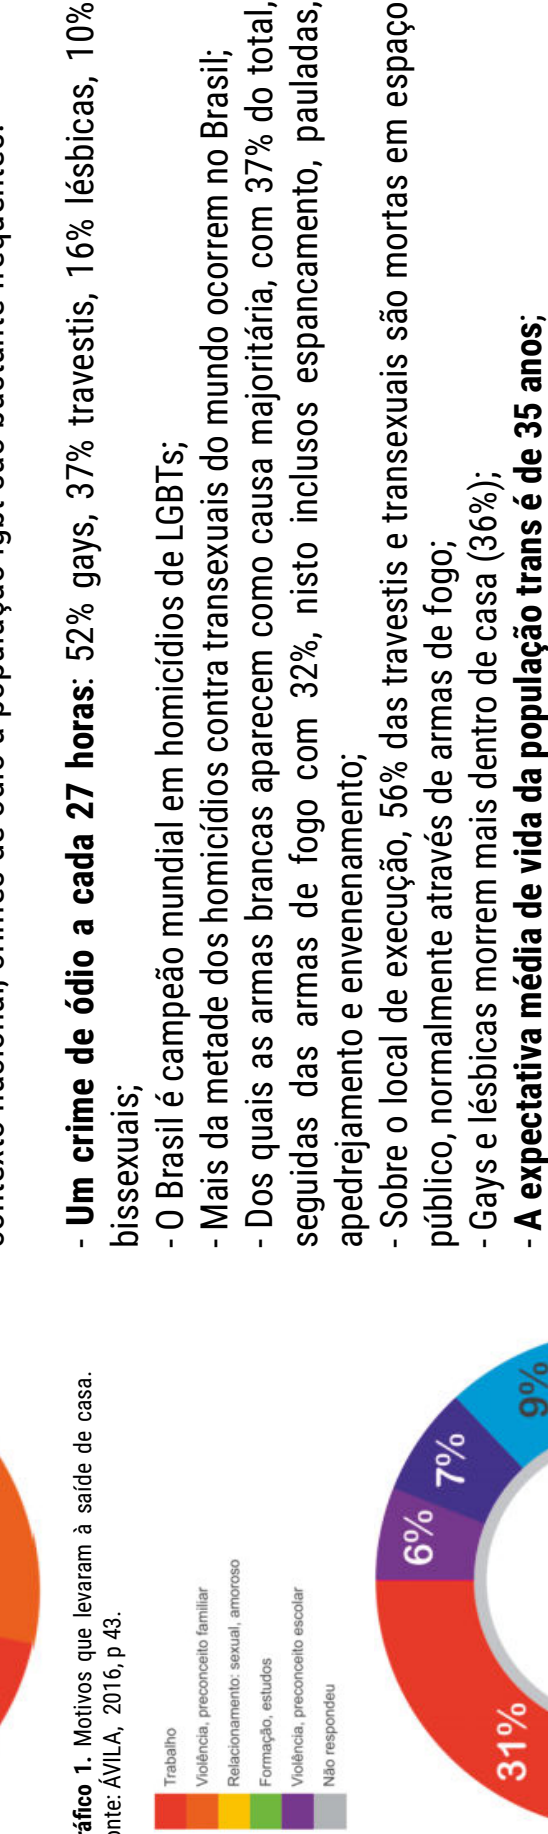 - Um crime de ódio a cada 27 horas: 52% gays, 37% travestis, 16% lésbicas, 10%
bissexuais;
- O Brasil é campeão mundial em homicídios de LGBTs;
- Mais da metade dos homicídios contra transexuais do mundo ocorrem no Brasil;
- Dos quais as armas brancas aparecem como causa majoritária, com 37% do total,
seguidas das armas de fogo com 32%, nisto inclusos espancamento, pauladas,
apedrejamento e envenenamento;
- Sobre o local de execução, 56% das travestis e transexuais são mortas em espaço
público, normalmente através de armas de fogo;
- Gays e lésbicas morrem mais dentro de casa (36%);
- A expectativa média de vida da população trans é de 35 anos;
ráfico 1. Motivos que levaram à saíde de casa.
onte: ÁVILA, 2016, p 43.
Trabalho
Violência, preconceito familiar
Relacionamento: sexual, amoroso
Formação, estudos
Violência, preconceito escolar
Não respondeu
31%
6%
7%
9%